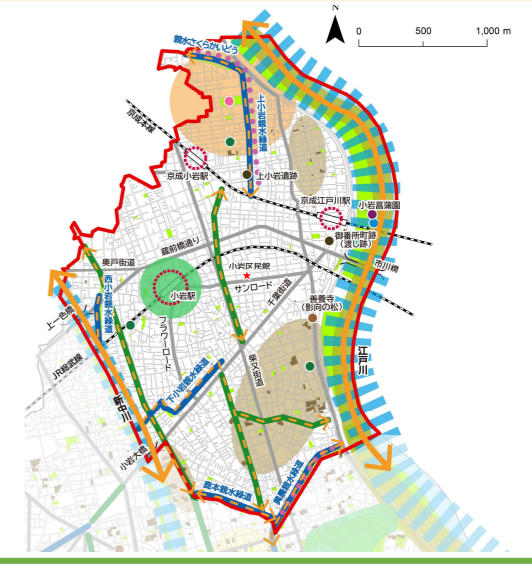 N
0 500 1,000 m
親水さくらかいどう
上小岩親水緑道
京成本線
京成小岩駅
上小岩遺跡
京成江戸川駅
小岩菖蒲園
御番所町跡
(渡し跡)
蔵前橋通り
奥戸街道
市川橋
小岩区民館
サンロード
西小岩親水緑道
小岩駅
千葉街道
善養寺
(影向の松)
上一色橋
フラワーロード
JR総武線
江戸川
柴又街道
下小岩親水緑道
新中川
小岩大橋
興農親水緑道
西本親水緑道